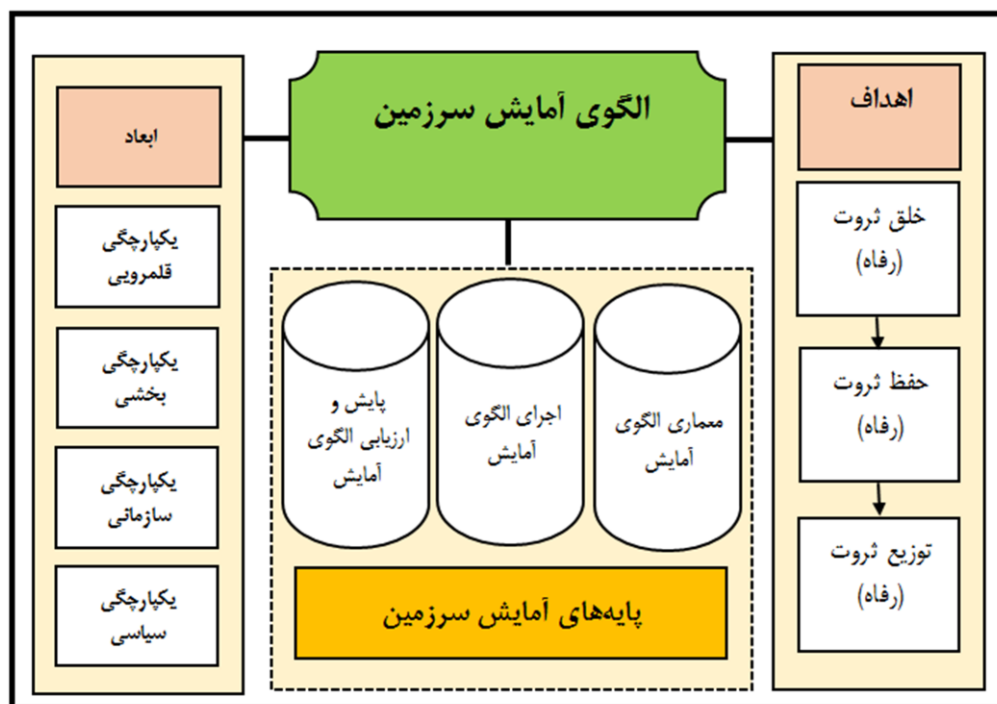 الگوی آمایش سرزمین
اهداف
خلق ثروت
(رفاه)
حفظ ثروت
(رفاه)
توزیع ثروت
(رفاه)
معماری الگوی
آمایش
اجرای الگوی
آمایش
پایش و
ارزیابی الگوی
آمایش
پایه‌های آمایش سرزمین
ابعاد
یکپارچگی
قلمرویی
یکپارچگی
بخشی
یکپارچگی
سازمانی
یکپارچگی
سیاسی